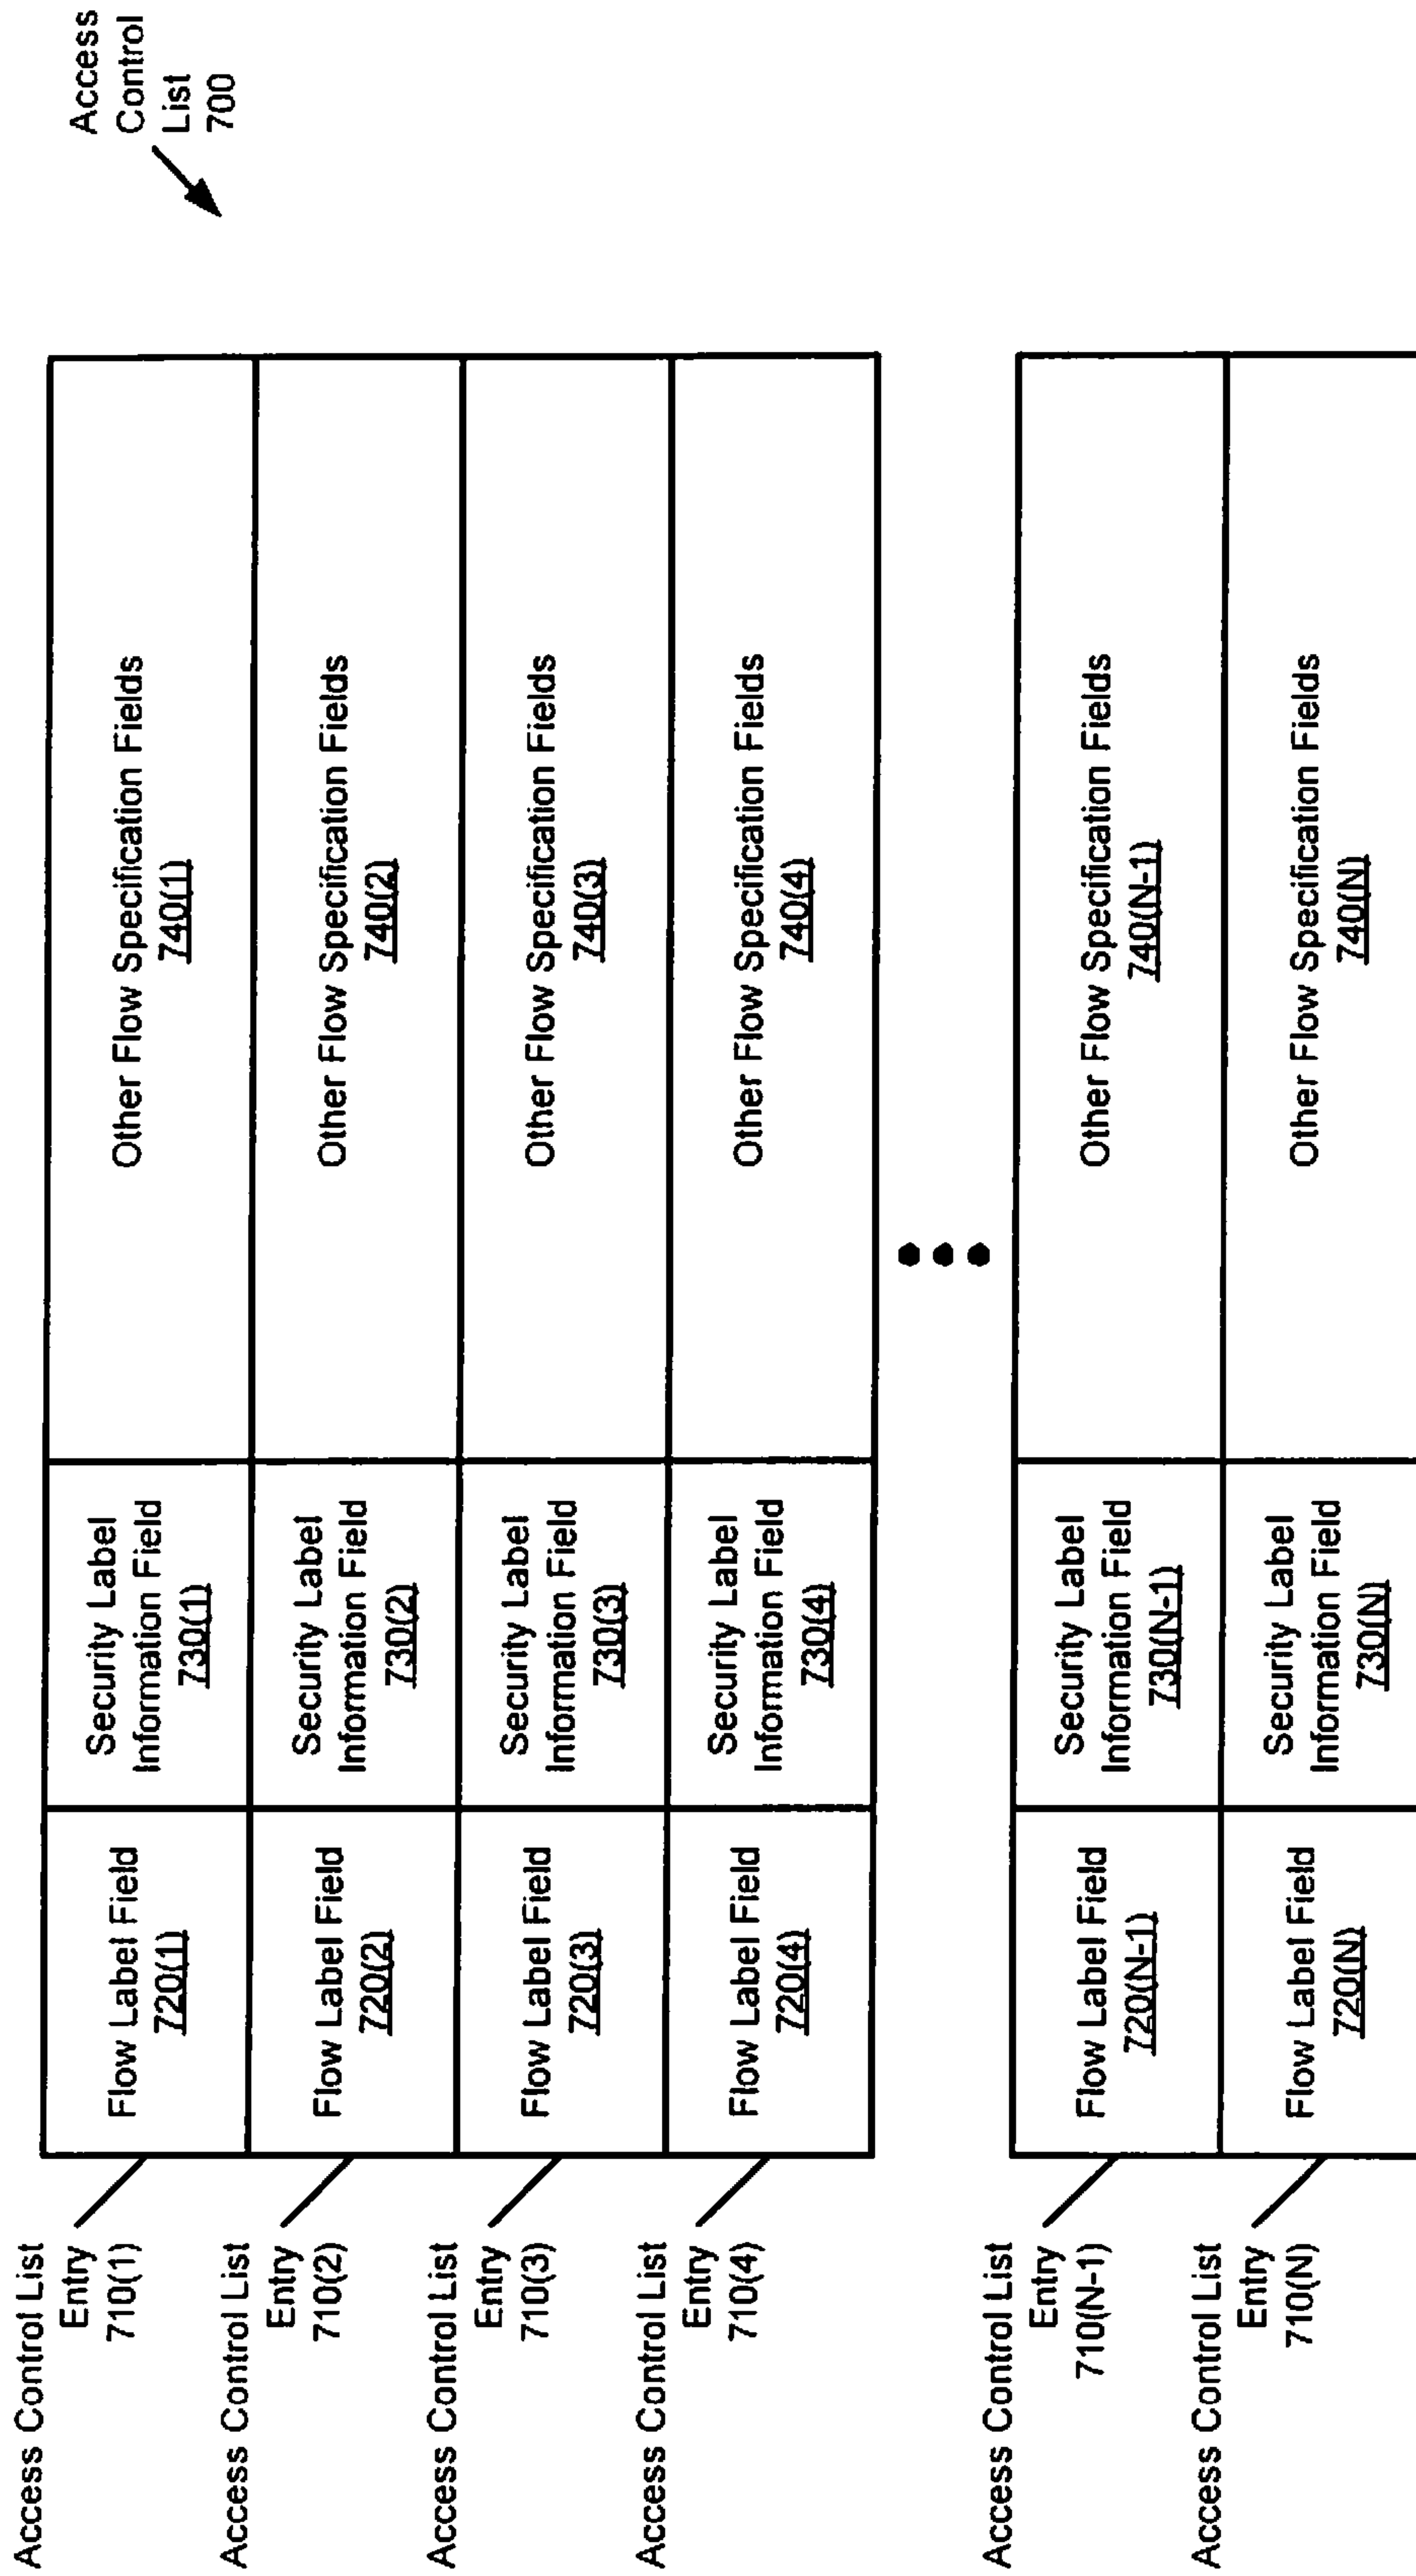 Access
Control
List
700
Access Control List
Entry
710(1)
Flow Label Field
720(1)
Security Label
Information Field
730(1)
Other Flow Specification Fields
740(1)
Access Control List
Entry
710(2)
Flow Label Field
720(2)
Security Label
Information Field
730(2)
Other Flow Specification Fields
740(2)
Access Control List
Entry
710(3)
Flow Label Field
720(3)
Security Label
Information Field
730(3)
Other Flow Specification Fields
740(3)
Access Control List
Entry
710(4)
Flow Label Field
720(4)
Security Label
Information Field
730(4)
Other Flow Specification Fields
740(4)
Access Control List
Entry
710(N-1)
Flow Label Field
720(N-1)
Security Label
Information Field
730(N-1)
Other Flow Specification Fields
740(N-1)
Access Control List
Entry
710(N)
Flow Label Field
720(N)
Security Label
Information Field
730(N)
Other Flow Specification Fields
740(N)